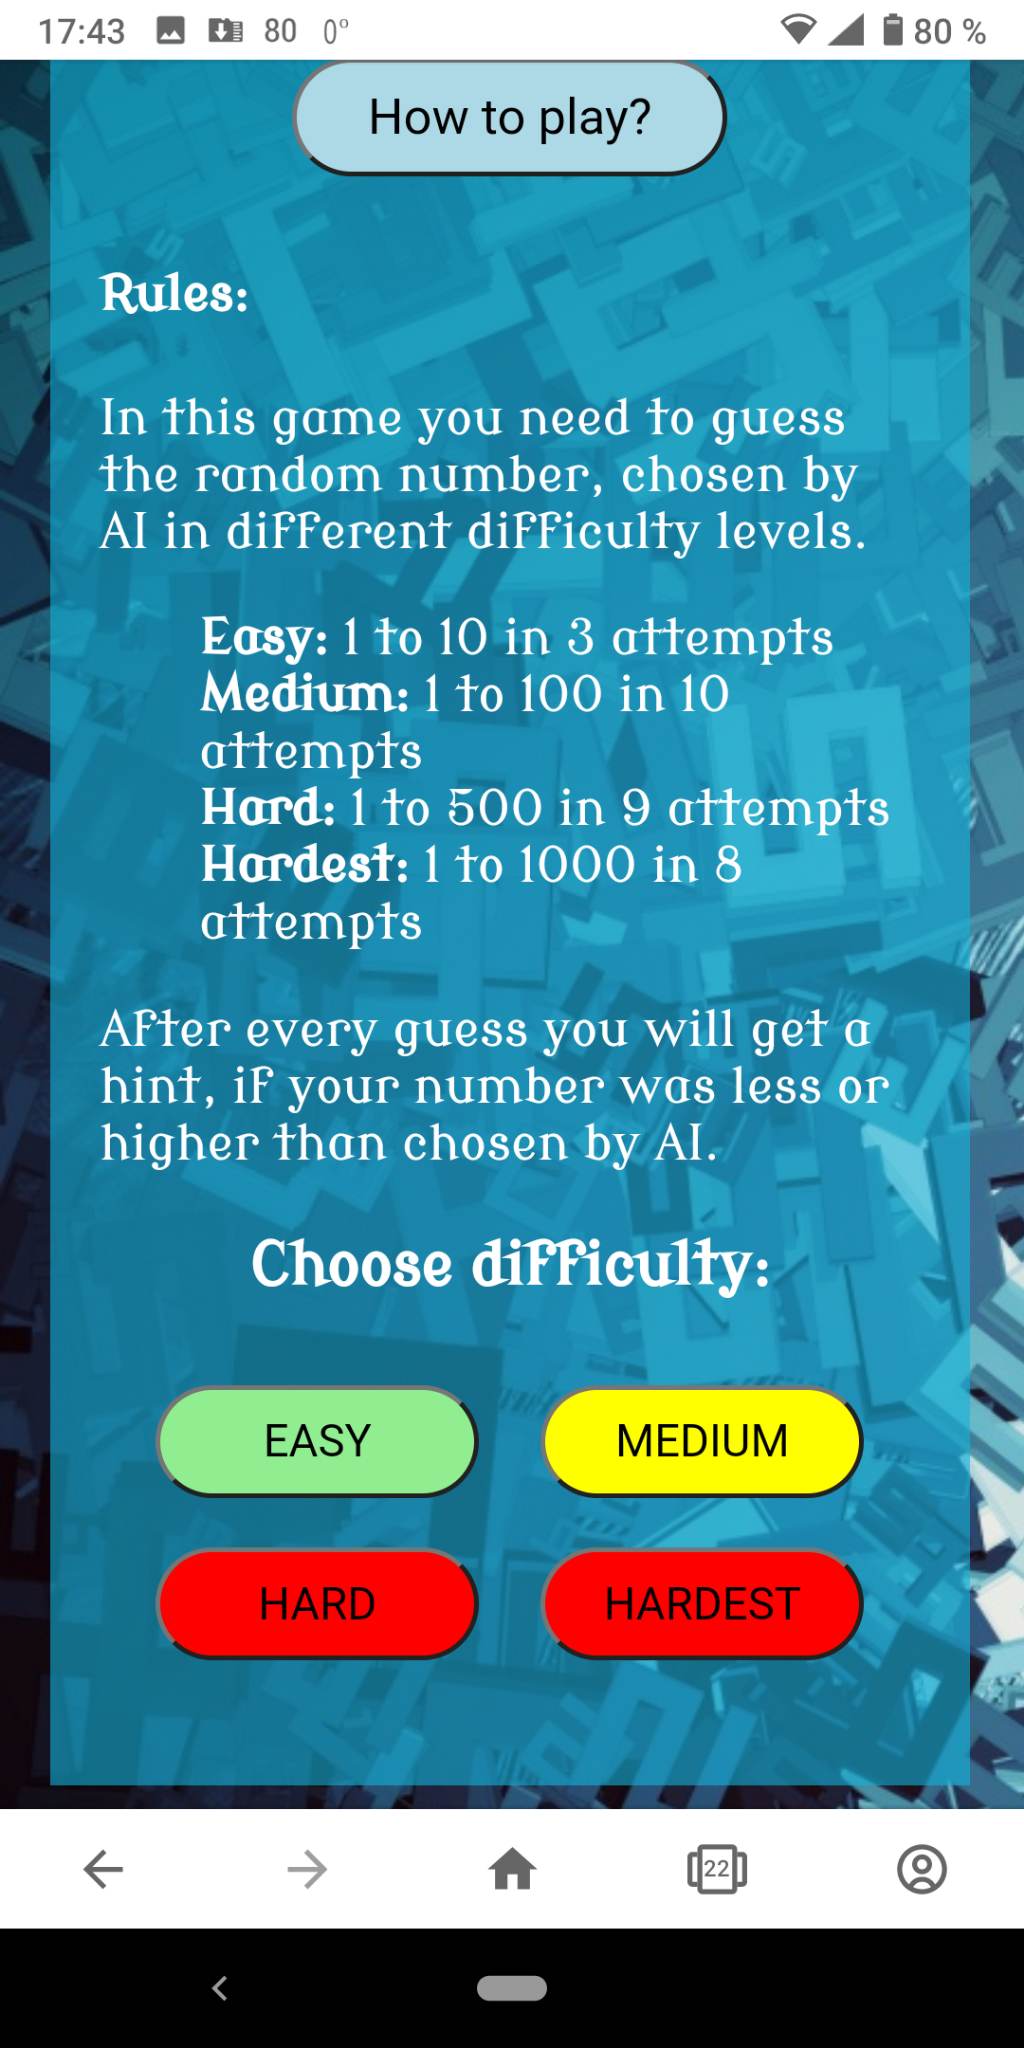 17:43 80 0° 80 %
How to play?
Rules:
In this game you need to guess
the random number, chosen by
AI in different difficulty levels.
Easy: 1 to 10 in 3 attempts
Medium: 1 to 100 in 10
attempts
Hard: 1 to 500 in 9 attempts
Hardest: 1 to 1000 in 8
attempts
After every guess you will get a
hint, if your number was less or
higher than chosen by AI.
Choose difficulty:
EASY MEDIUM
HARD HARDEST
22